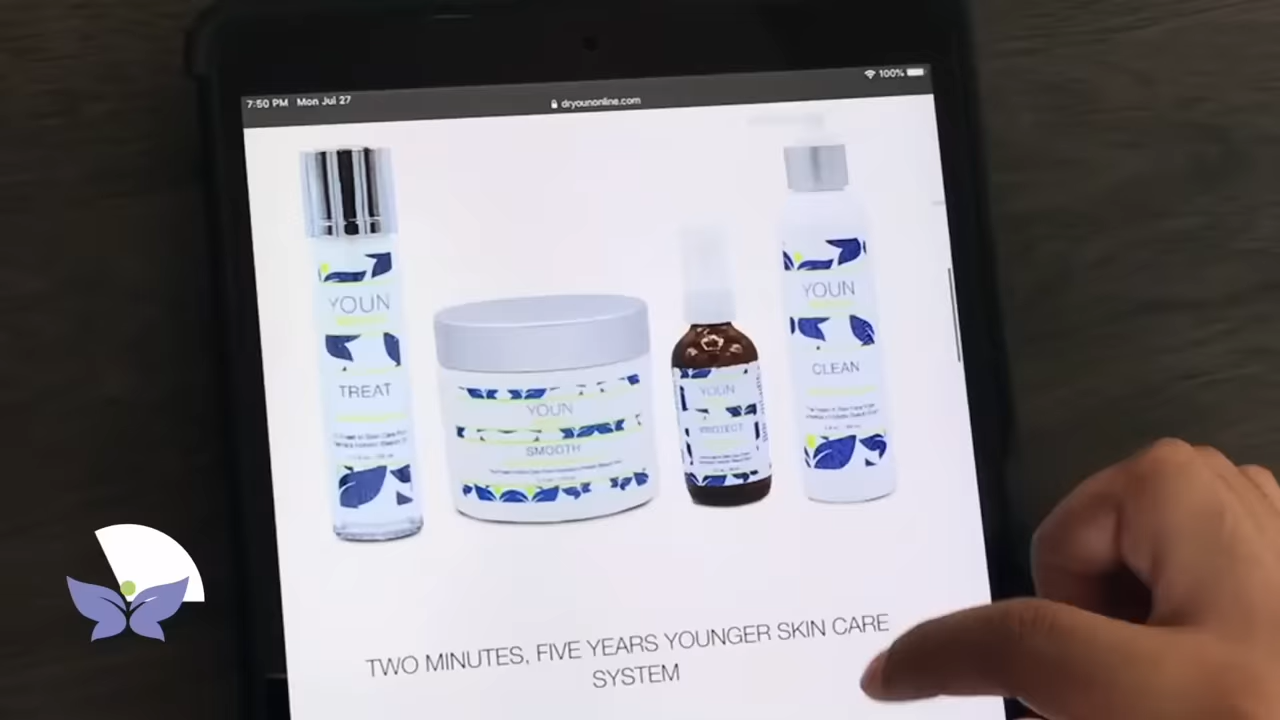 7:50 PM Mon Jul 27
dryounonline.com
100%
YOUN
TREAT
YOUN
SMOOTH
YOUN
PROTECT
YOUN
CLEAN
TWO MINUTES, FIVE YEARS YOUNGER SKIN CARE
SYSTEM